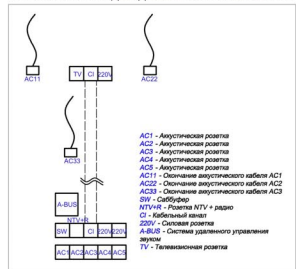 TV CI 220V
AC11
AC22
AC33
A-BUS
NTV+R
SW CI 220V 220V
AC1 AC2 AC3 AC4 AC5
AC1 - Аккустическая розетка
AC2 - Аккустическая розетка
AC3 - Аккустическая розетка
AC4 - Аккустическая розетка
AC5 - Аккустическая розетка
AC11 - Окончание аккустического кабеля AC1
AC22 - Окончание аккустического кабеля AC2
AC33 - Окончание аккустического кабеля AC3
SW - Саббуфер
NTV+R - Розетка NTV + радио
CI - Кабельный канал
220V - Силовая розетка
A-BUS - Система удаленного управления
звуком
TV - Телевизионная розетка